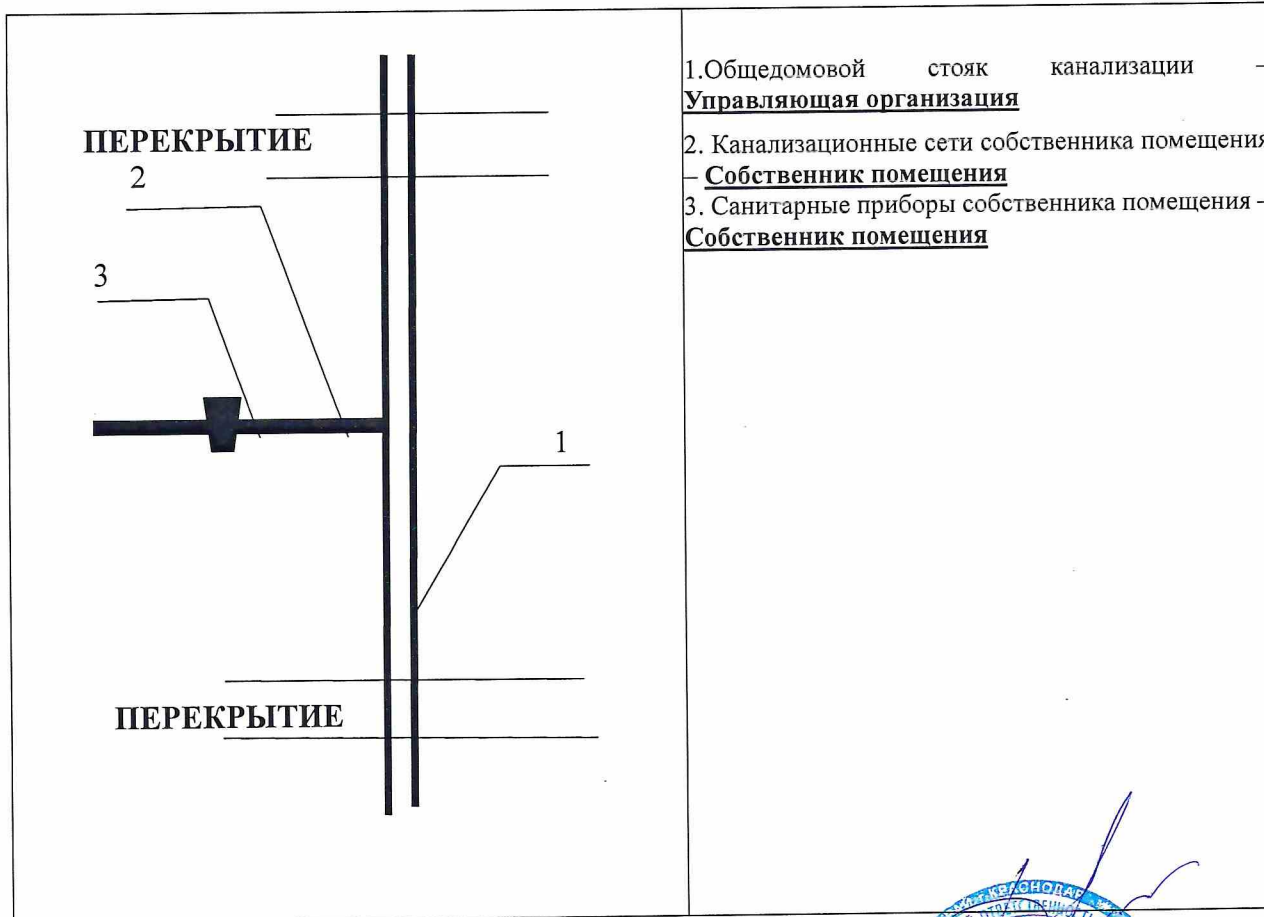 ПЕРЕКРЫТИЕ
2
3
1
ПЕРЕКРЫТИЕ
1.Общедомовой стояк канализации –
Управляющая организация
2. Канализационные сети собственника помещения
– Собственник помещения
3. Санитарные приборы собственника помещения –
Собственник помещения
КРАСНОДАР